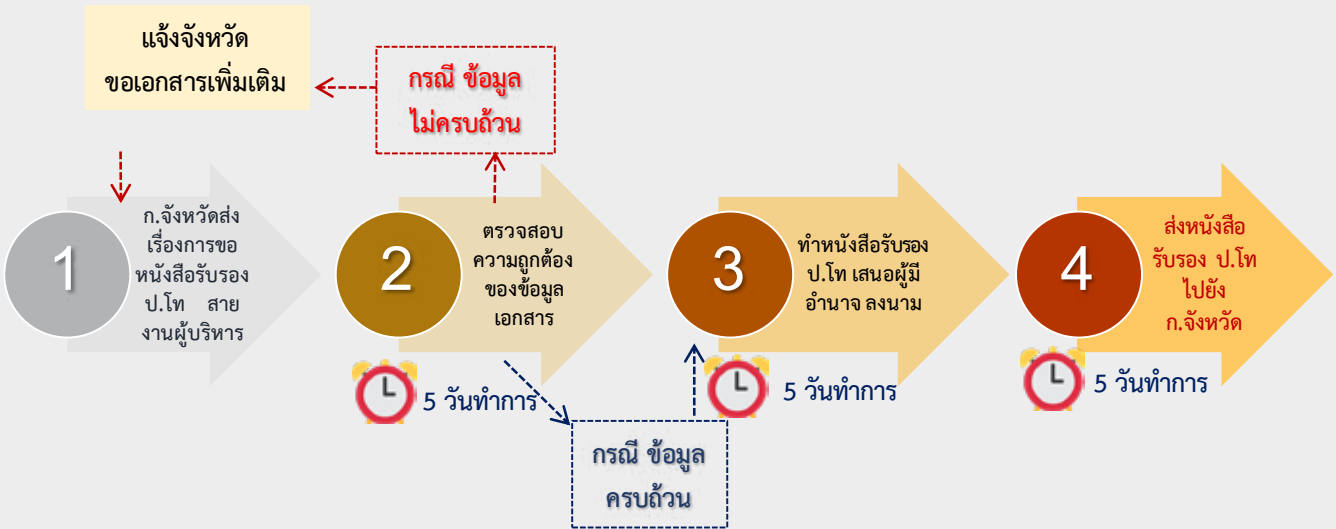 แจ้งจังหวัด
ขอเอกสารเพิ่มเติม
กรณี ข้อมูล
ไม่ครบถ้วน
1
ก.จังหวัดส่ง
เรื่องการขอ
หนังสือรับรอง
ป.โท สาย
งานผู้บริหาร
2
ตรวจสอบ
ความถูกต้อง
ของข้อมูล
เอกสาร
5 วันทำการ
กรณี ข้อมูล
ครบถ้วน
3
ทำหนังสือรับรอง
ป.โท เสนอผู้มี
อำนาจ ลงนาม
5 วันทำการ
4
ส่งหนังสือ
รับรอง ป.โท
ไปยัง
ก.จังหวัด
5 วันทำการ